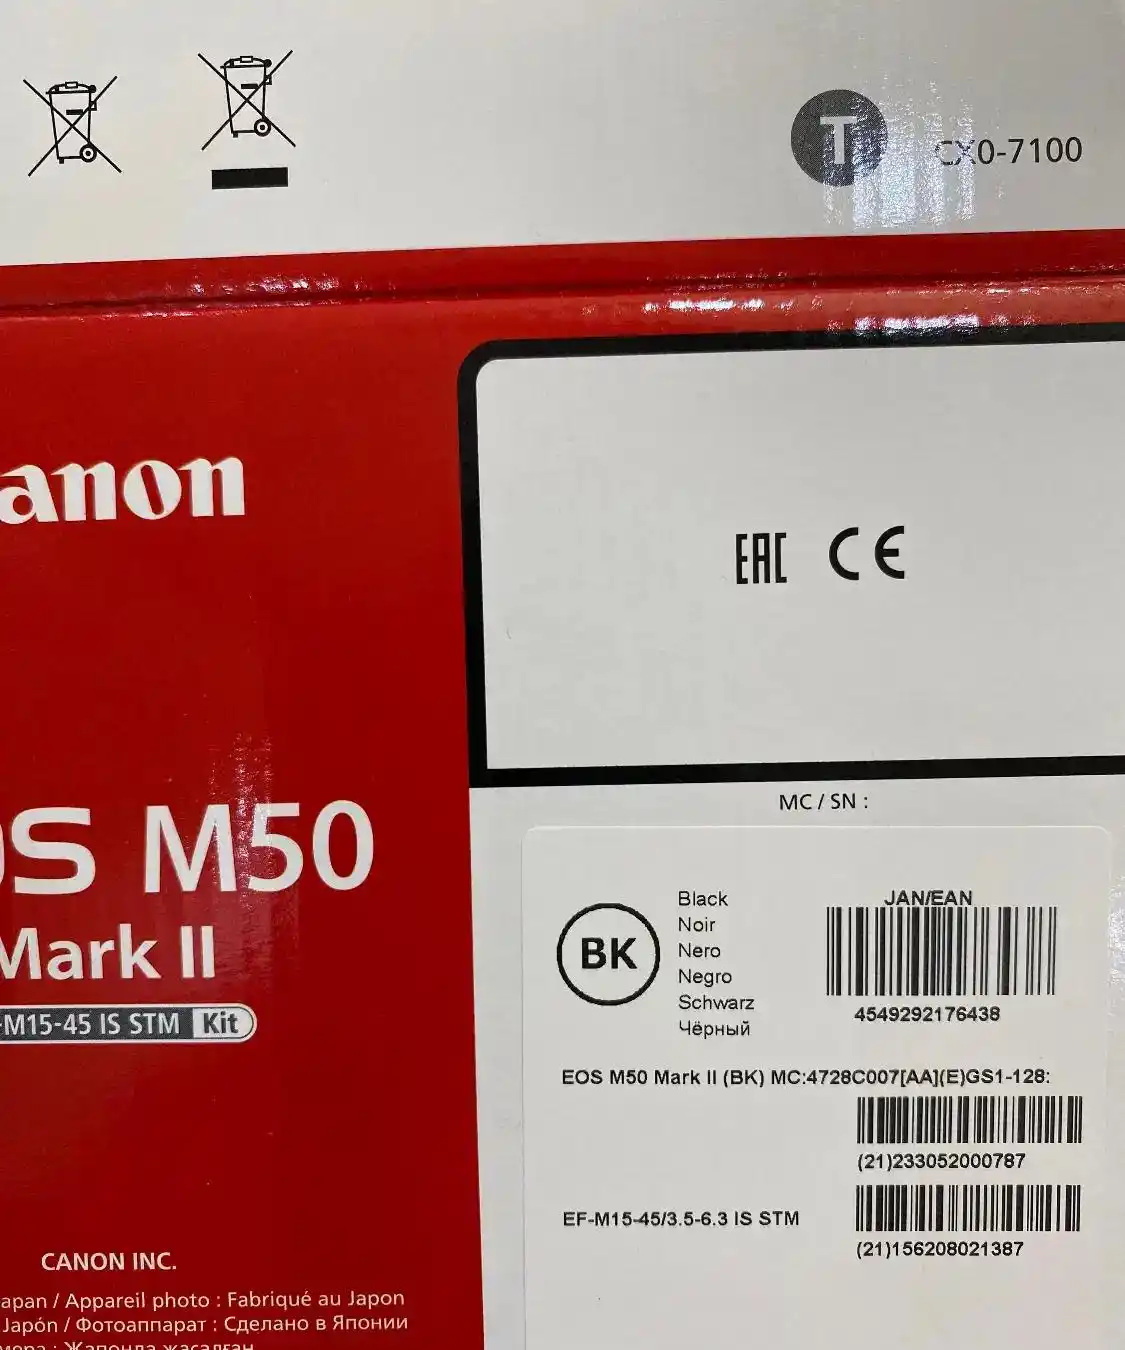 T CX0-7100
anon
EAC CE
OS M50
Mark II
-M15-45 IS STM Kit
MC / SN :
BK
Black
Noir
Nero
Negro
Schwarz
Чёрный
JAN/EAN
4549292176438
EOS M50 Mark II (BK) MC:4728C007[AA](E)GS1-128:
(21)233052000787
EF-M15-45/3.5-6.3 IS STM
(21)156208021387
CANON INC.
apan / Appareil photo : Fabriqué au Japon
Japón / Фотоаппарат : Сделано в Японии
мера : Жапонда жасалған